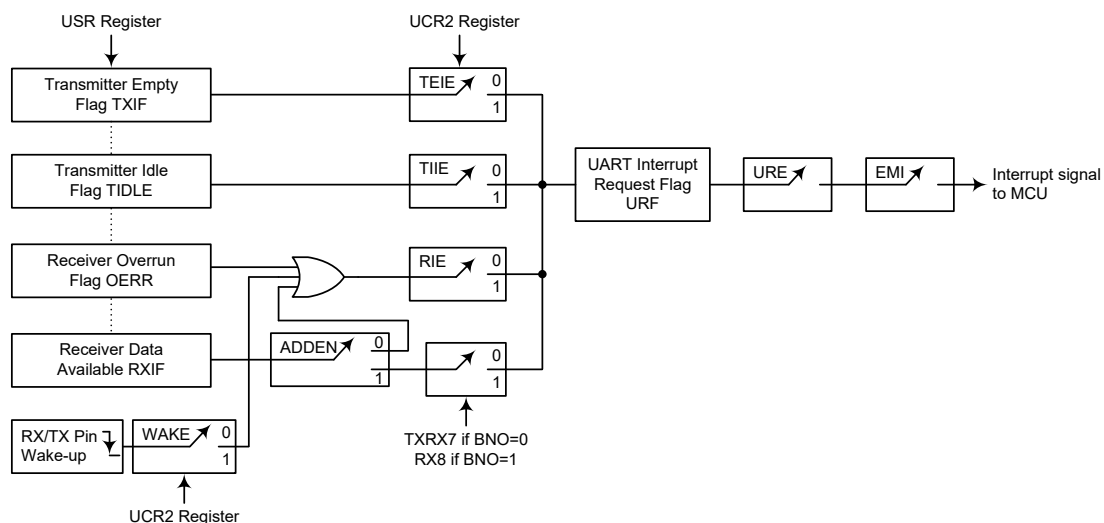 USR Register
UCR2 Register
Transmitter Empty
Flag TXIF
TEIE
0
1
Transmitter Idle
Flag TIDLE
TIIE
0
1
UART Interrupt
Request Flag
URF
URE
EMI
Interrupt signal
to MCU
Receiver Overrun
Flag OERR
RIE
0
1
Receiver Data
Available RXIF
ADDEN
0
1
0
1
RX/TX Pin
Wake-up
WAKE
0
1
TXRX7 if BNO=0
RX8 if BNO=1
UCR2 Register